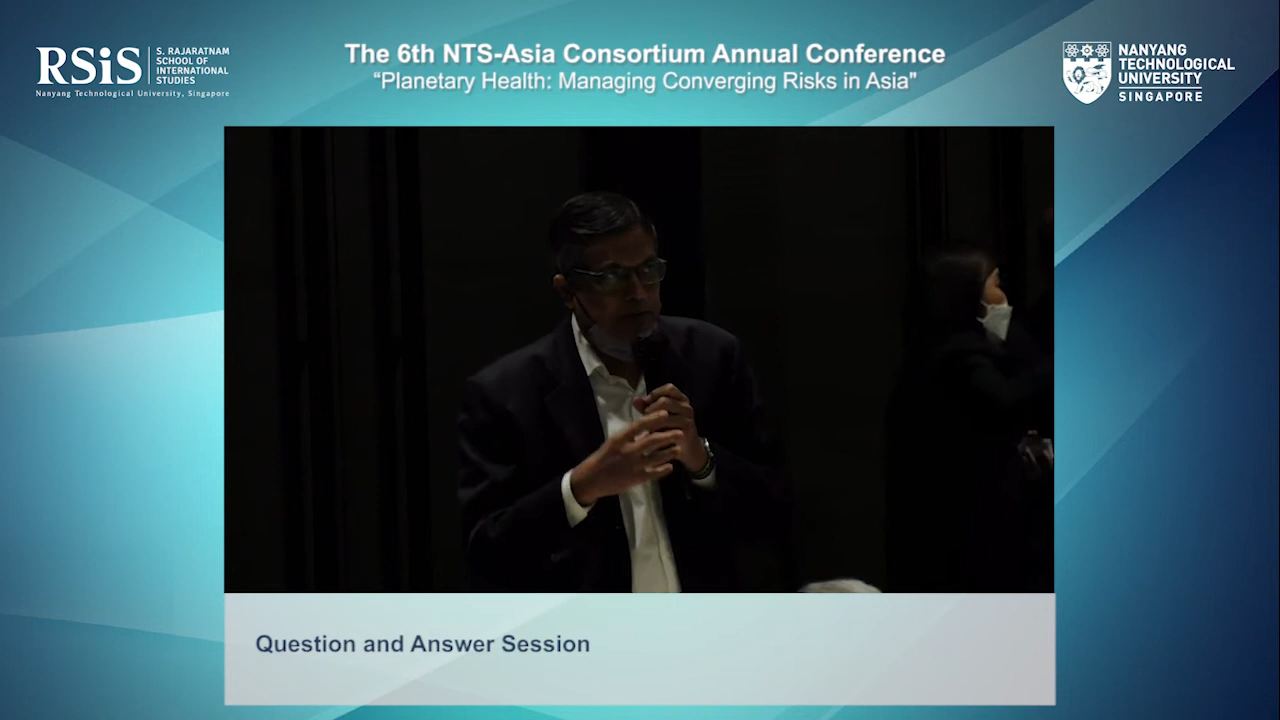 RSiS
S. RAJARATNAM
SCHOOL OF
INTERNATIONAL
STUDIES
Nanyang Technological University, Singapore
The 6th NTS-Asia Consortium Annual Conference
“Planetary Health: Managing Converging Risks in Asia"
NANYANG
TECHNOLOGICAL
UNIVERSITY
SINGAPORE
Question and Answer Session